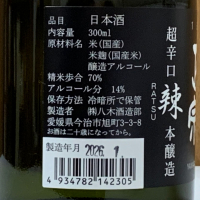 品目　日本酒
内容量　300ml
原材料名　米(国産)
米麹(国産米)
醸造アルコール
精米歩合　70%
アルコール分　14%
保存方法　冷暗所で保管
製造者　㈱八木酒造部
愛媛県今治市旭町3-3-8
お酒は二十歳になってから
製造年月　2026. 1
4 934782 142305
超辛口 辣 本醸造
RATSU